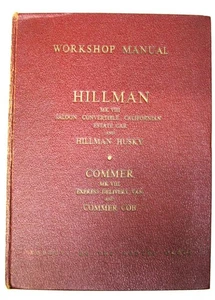 WORKSHOP MANUAL
HILLMAN
MK VIII
SALOON, CONVERTIBLE, CALIFORNIAN
ESTATE CAR
AND
HILLMAN HUSKY
COMMER
MK VIII
EXPRESS DELIVERY VAN
AND
COMMER COB